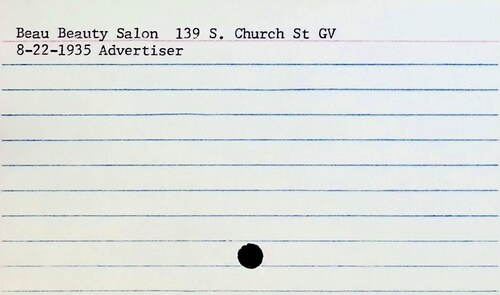 Beau Beauty Salon 139 S. Church St GV
8-22-1935 Advertiser